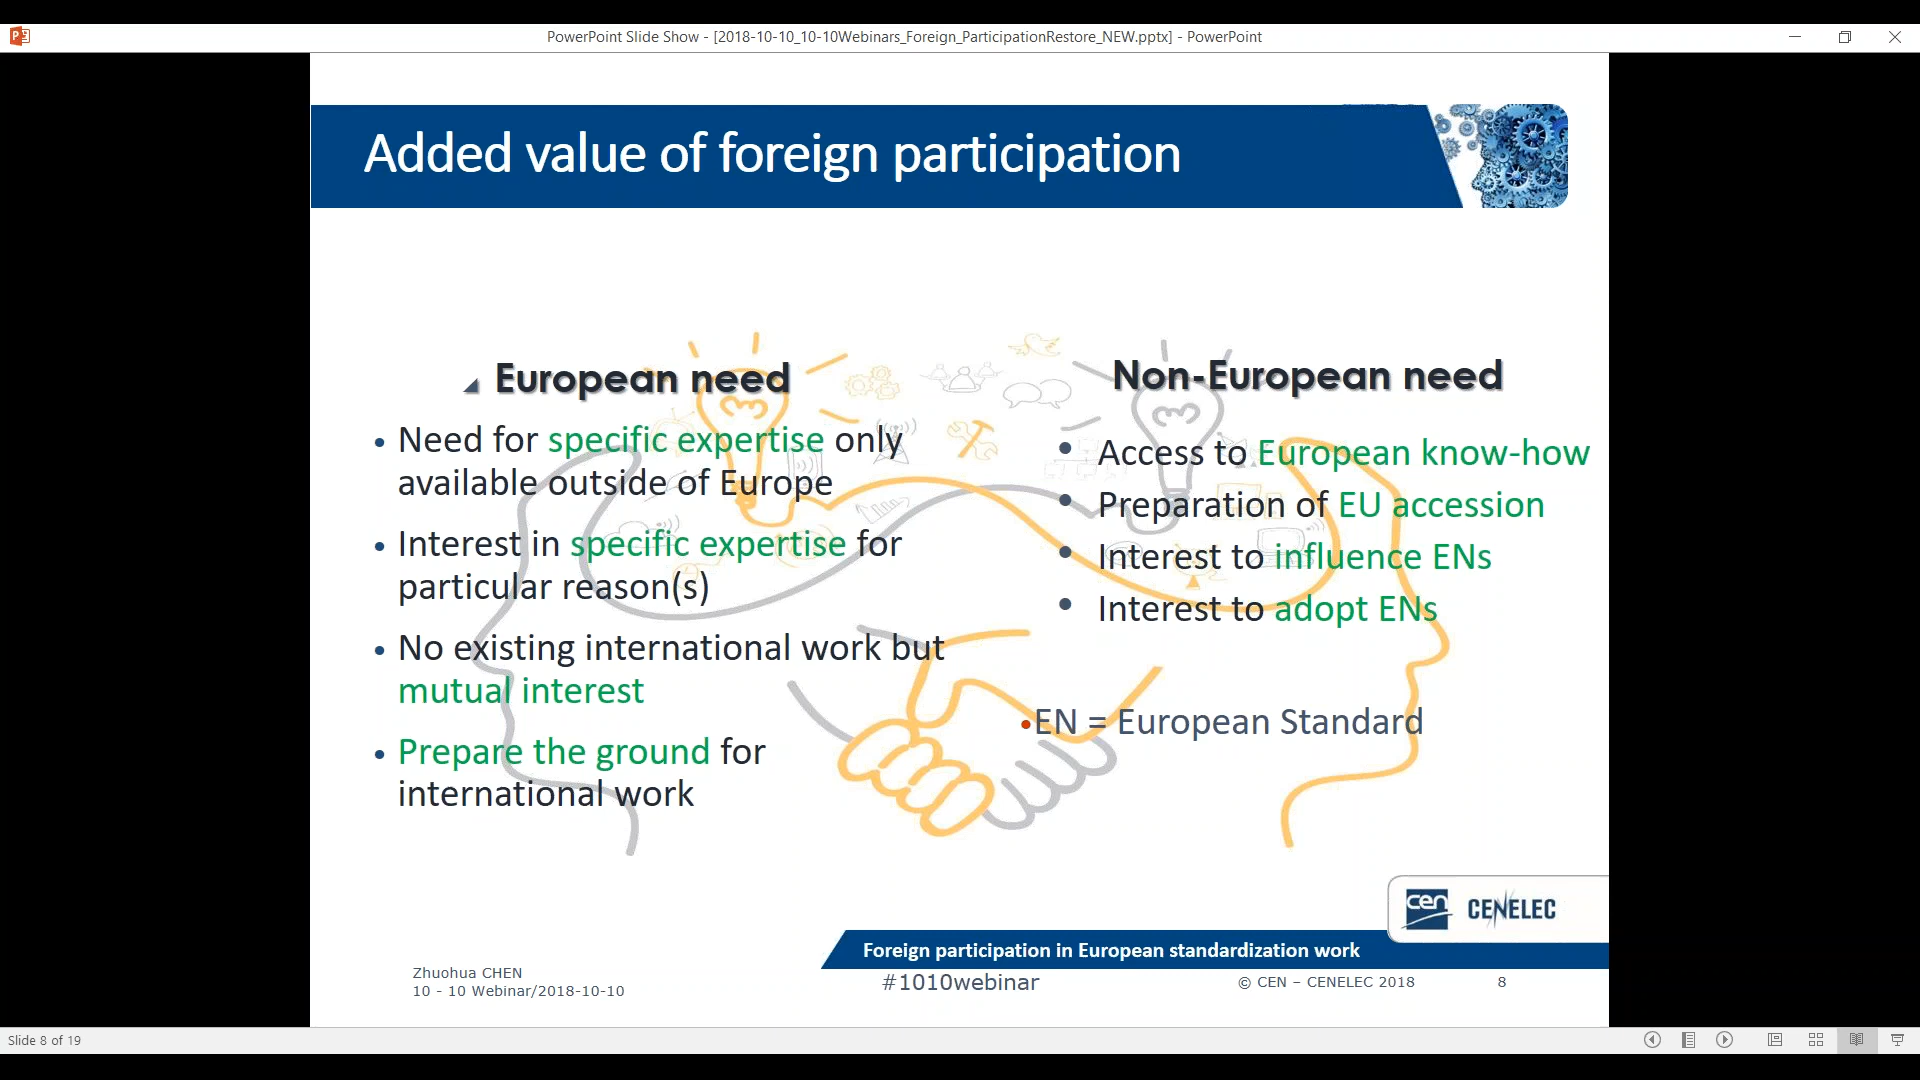 PowerPoint Slide Show - [2018-10-10_10-10Webinars_Foreign_ParticipationRestore_NEW.pptx] - PowerPoint
Added value of foreign participation
European need
• Need for specific expertise only
available outside of Europe
• Interest in specific expertise for
particular reason(s)
• No existing international work but
mutual interest
• Prepare the ground for
international work
Non-European need
• Access to European know-how
• Preparation of EU accession
• Interest to influence ENs
• Interest to adopt ENs
•EN = European Standard
cen CENELEC
Foreign participation in European standardization work
Zhuohua CHEN
10 - 10 Webinar/2018-10-10
#1010webinar
© CEN – CENELEC 2018
8
Slide 8 of 19